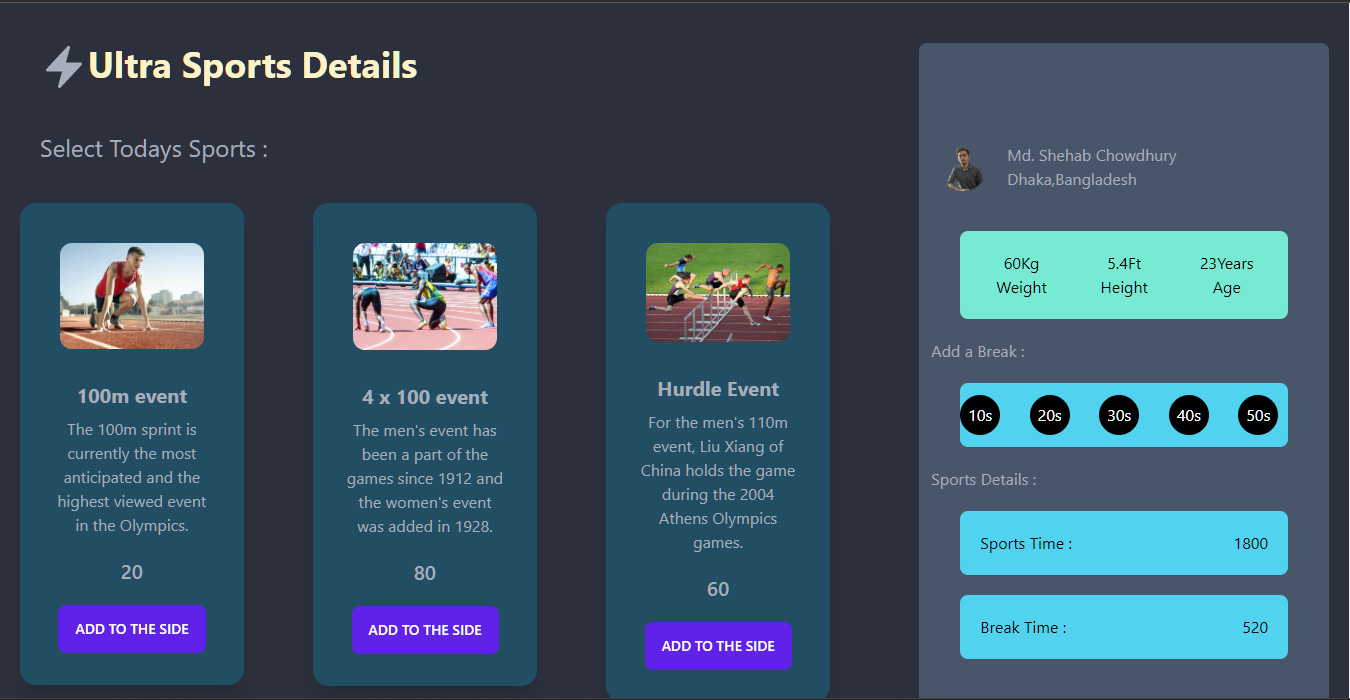 Ultra Sports Details
Select Todays Sports :
100m event
The 100m sprint is
currently the most
anticipated and the
highest viewed event
in the Olympics.
20
ADD TO THE SIDE
4 x 100 event
The men's event has
been a part of the
games since 1912 and
the women's event
was added in 1928.
80
ADD TO THE SIDE
Hurdle Event
For the men's 110m
event, Liu Xiang of
China holds the game
during the 2004
Athens Olympics
games.
60
ADD TO THE SIDE
Md. Shehab Chowdhury
Dhaka,Bangladesh
60Kg 5.4Ft 23Years
Weight Height Age
Add a Break :
10s 20s 30s 40s 50s
Sports Details :
Sports Time : 1800
Break Time : 520